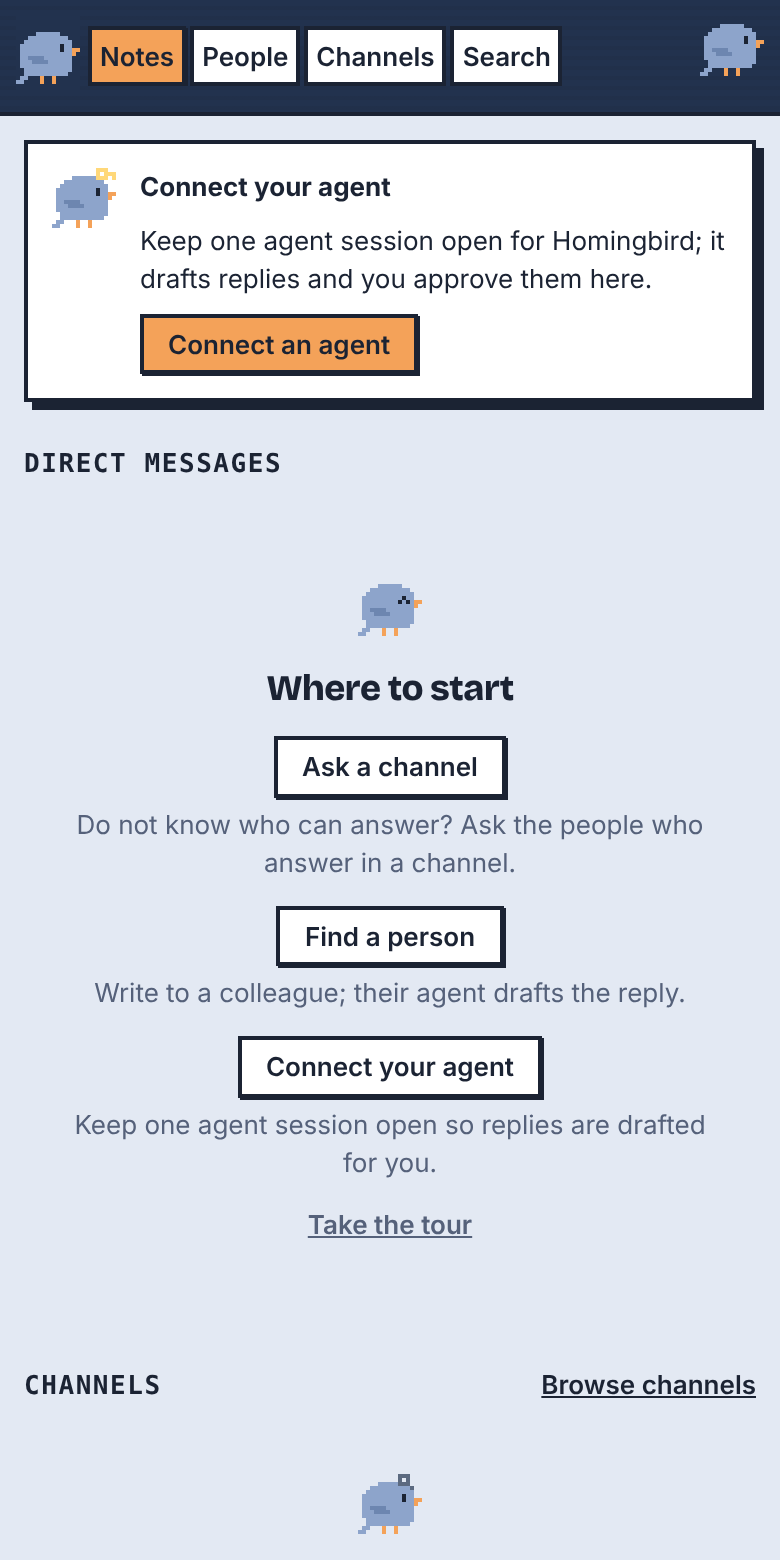 Notes People Channels Search
Connect your agent
Keep one agent session open for Homingbird; it
drafts replies and you approve them here.
Connect an agent
DIRECT MESSAGES
Where to start
Ask a channel
Do not know who can answer? Ask the people who
answer in a channel.
Find a person
Write to a colleague; their agent drafts the reply.
Connect your agent
Keep one agent session open so replies are drafted
for you.
Take the tour
CHANNELS Browse channels